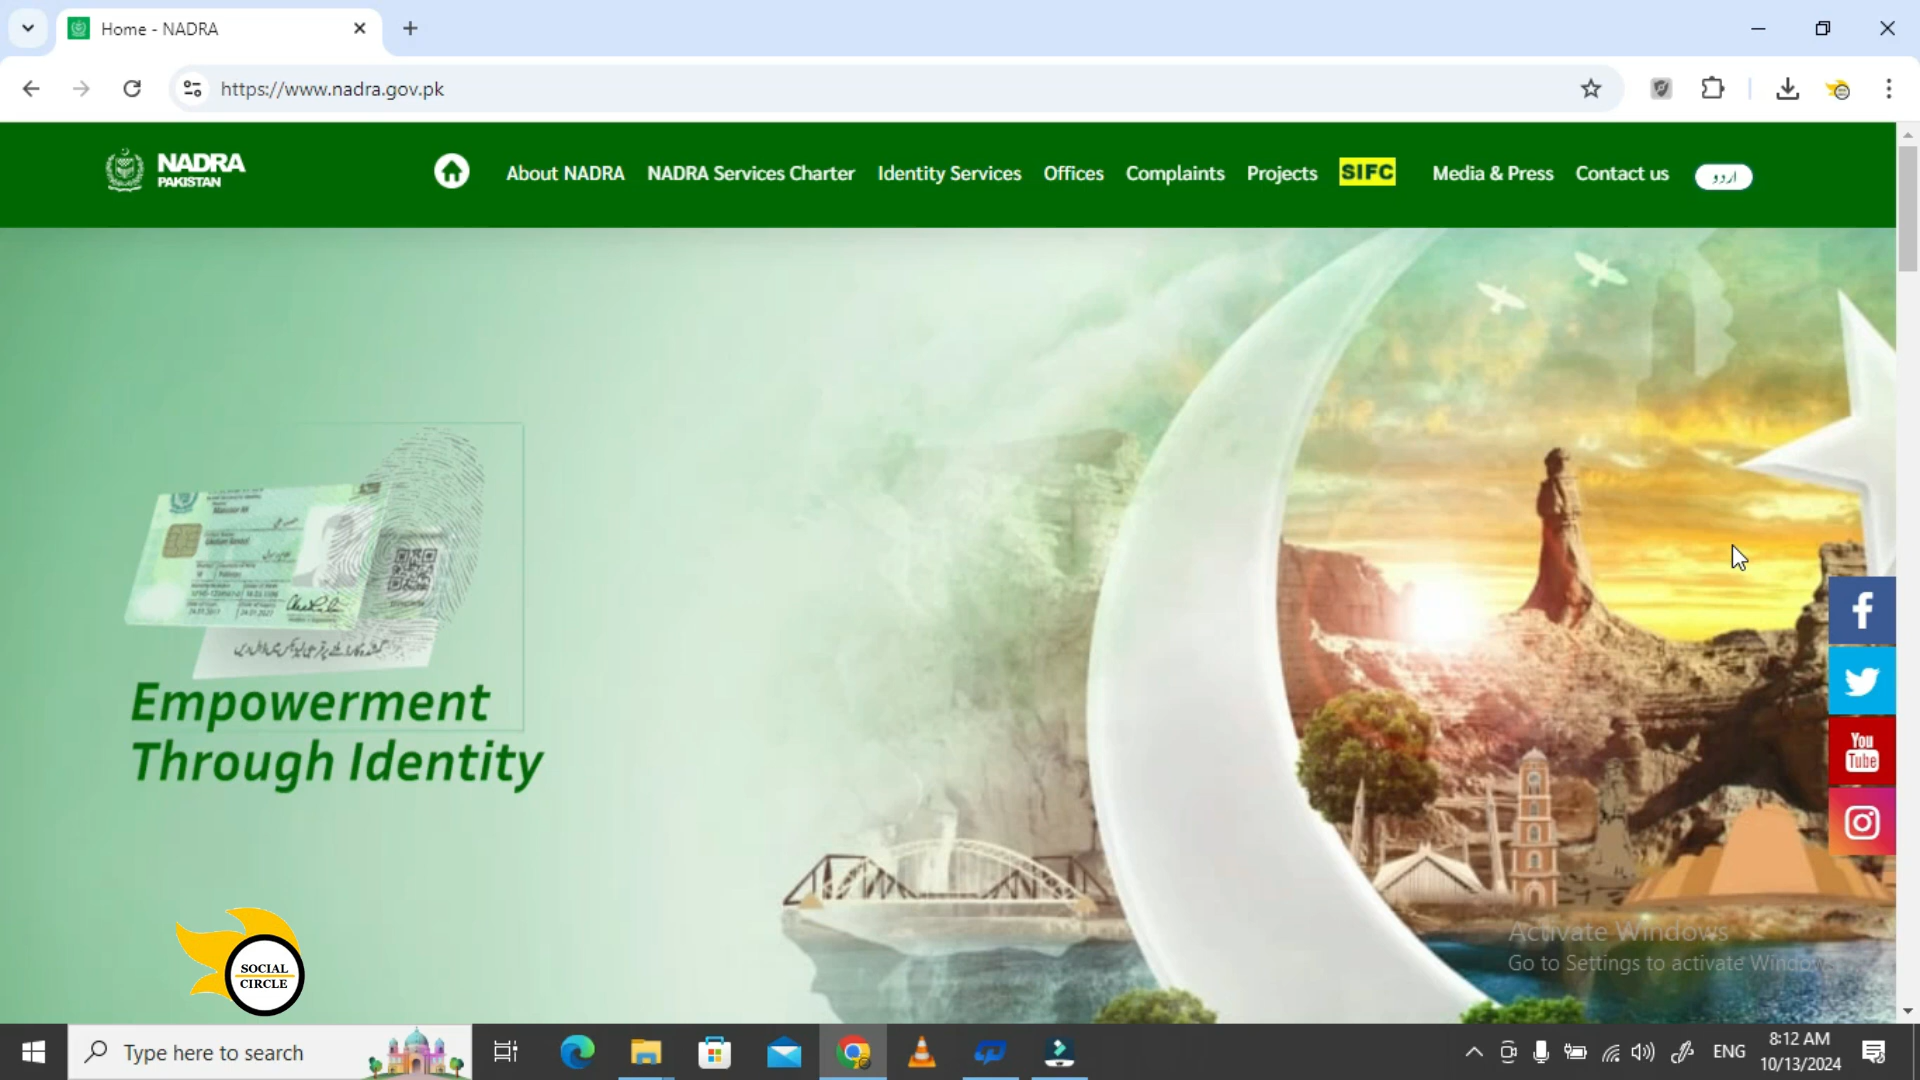 Home - NADRA
https://www.nadra.gov.pk
NADRA
PAKISTAN
About NADRA
NADRA Services Charter
Identity Services
Offices
Complaints
Projects
SIFC
Media & Press
Contact us
اردو
Empowerment
Through Identity
You
Tube
SOCIAL
CIRCLE
Activate Windows
Go to Settings to activate Windows
Type here to search
ENG
8:12 AM
10/13/2024